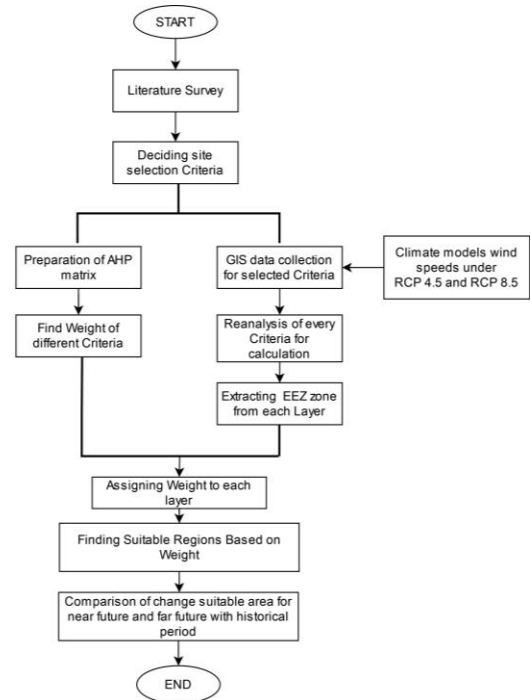 START
Literature Survey
Deciding site
selection Criteria
Preparation of AHP
matrix
GIS data collection
for selected Criteria
Climate models wind
speeds under
RCP 4.5 and RCP 8.5
Find Weight of
different Criteria
Reanalysis of every
Criteria for
calculation
Extracting EEZ zone
from each Layer
Assigning Weight to each
layer
Finding Suitable Regions Based on
Weight
Comparison of change suitable area for
near future and far future with historical
period
END